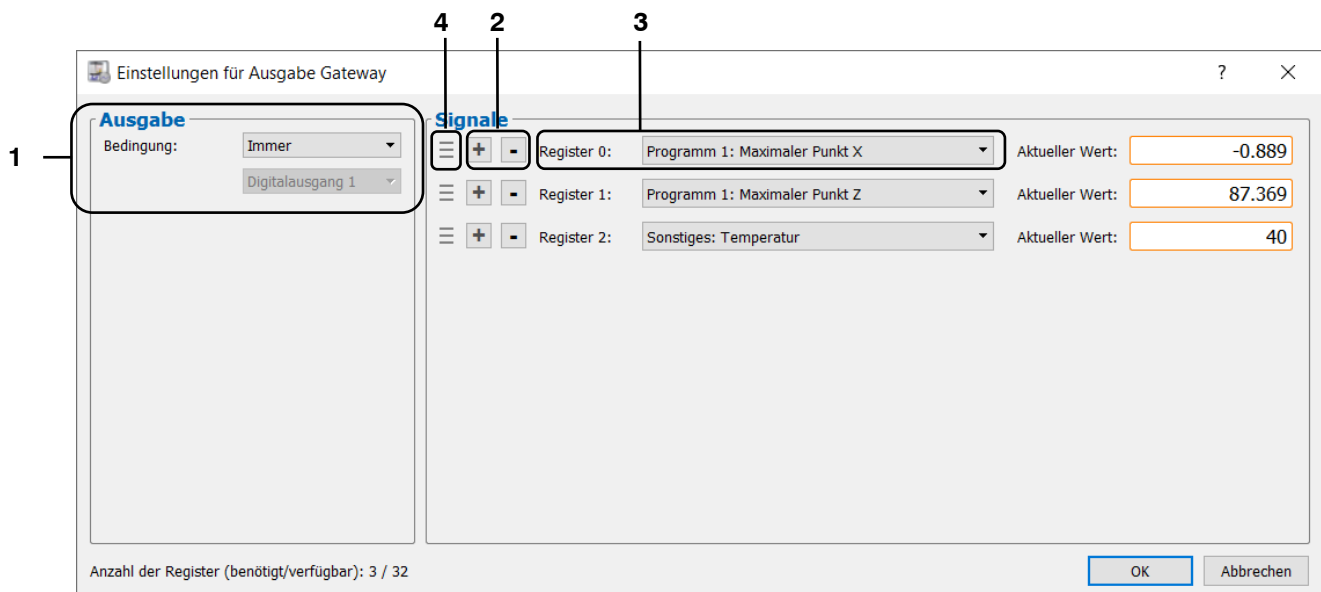 4 2 3
Einstellungen für Ausgabe Gateway ? ×
1
Ausgabe
Bedingung: Immer
Digitalausgang 1
Signale
+ - Register 0: Programm 1: Maximaler Punkt X Aktueller Wert: -0.889
+ - Register 1: Programm 1: Maximaler Punkt Z Aktueller Wert: 87.369
+ - Register 2: Sonstiges: Temperatur Aktueller Wert: 40
Anzahl der Register (benötigt/verfügbar): 3 / 32
OK Abbrechen